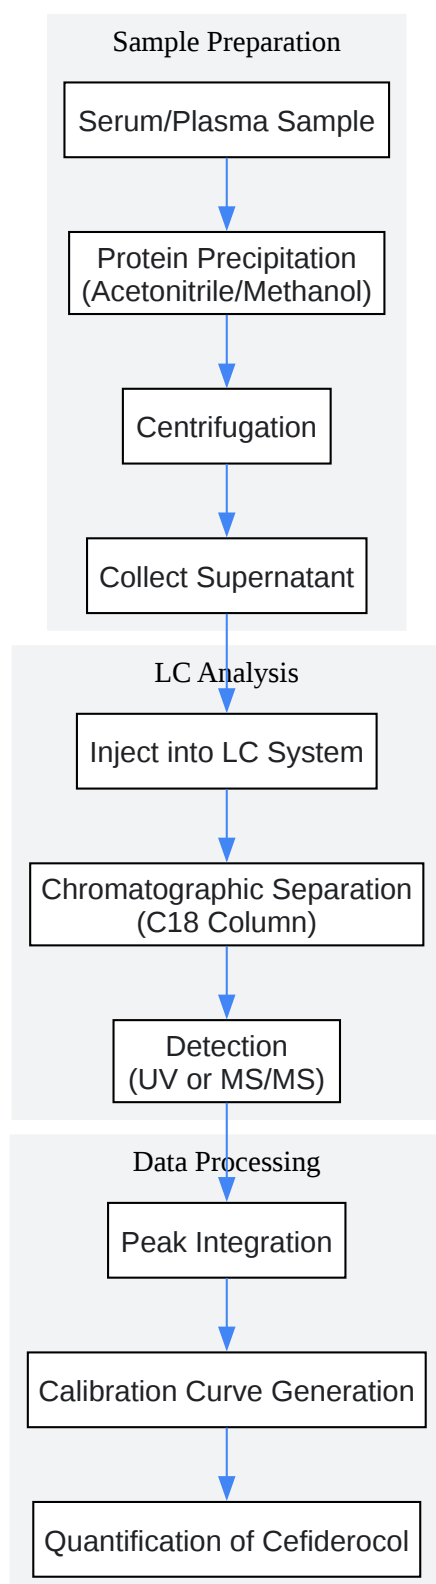 Sample Preparation
Serum/Plasma Sample
Protein Precipitation
(Acetonitrile/Methanol)
Centrifugation
Collect Supernatant
LC Analysis
Inject into LC System
Chromatographic Separation
(C18 Column)
Detection
(UV or MS/MS)
Data Processing
Peak Integration
Calibration Curve Generation
Quantification of Cefiderocol